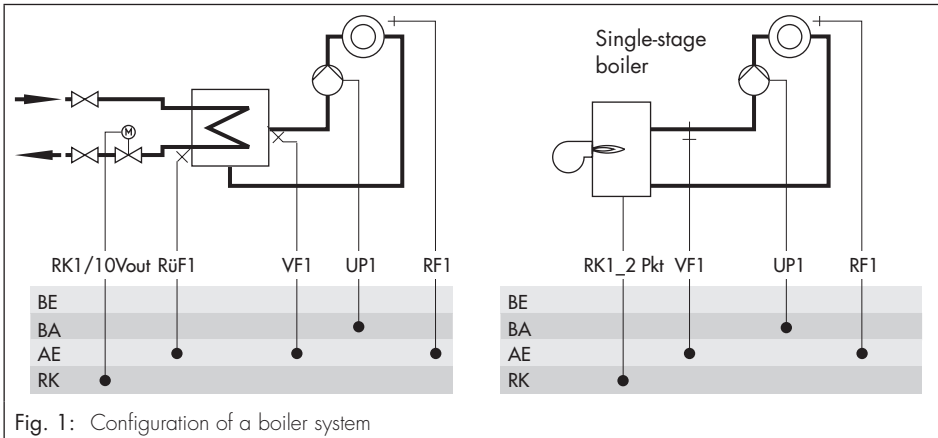 Single-stage
boiler
M
RK1/10Vout RüF1 VF1 UP1 RF1
BE
BA
AE
RK
RK1_2 Pkt VF1 UP1 RF1
BE
BA
AE
RK
Fig. 1: Configuration of a boiler system